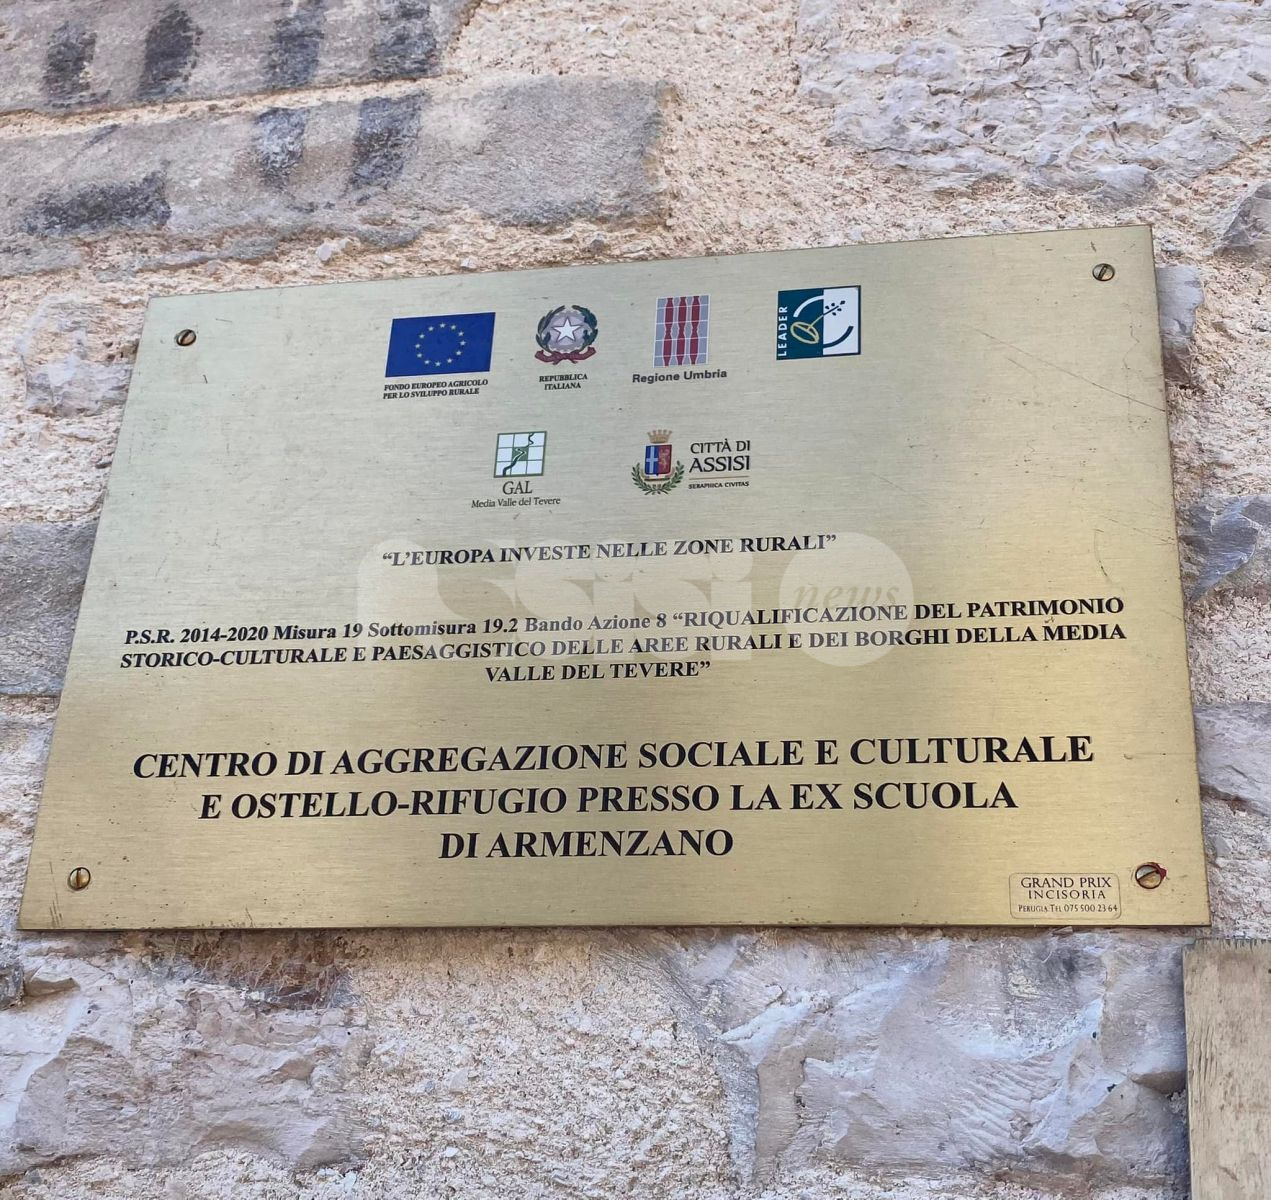 FONDO EUROPEO AGRICOLO
PER LO SVILUPPO RURALE
REPUBBLICA
ITALIANA
Regione Umbria
LEADER
GAL
Media Valle del Tevere
CITTÀ DI
ASSISI
SERAPHICA CIVITAS
“L’EUROPA INVESTE NELLE ZONE RURALI”
assisi news
P.S.R. 2014-2020 Misura 19 Sottomisura 19.2 Bando Azione 8 “RIQUALIFICAZIONE DEL PATRIMONIO
STORICO-CULTURALE E PAESAGGISTICO DELLE AREE RURALI E DEI BORGHI DELLA MEDIA
VALLE DEL TEVERE”
CENTRO DI AGGREGAZIONE SOCIALE E CULTURALE
E OSTELLO-RIFUGIO PRESSO LA EX SCUOLA
DI ARMENZANO
GRAND PRIX
INCISORIA
PERUGIA TEL 075 500 23 64